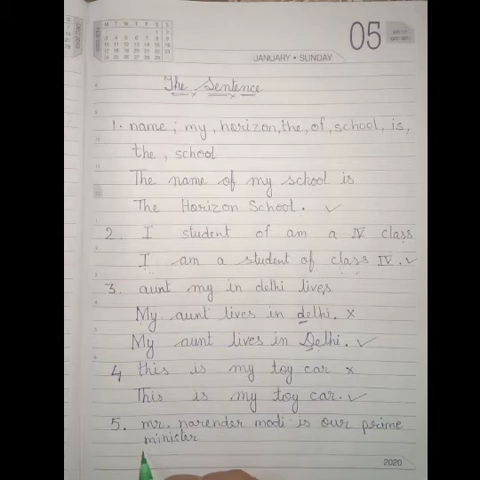 05
JANUARY • SUNDAY
The Sentence
1. name; my, horizon, the, of, school, is,
the, school
The name of my school is
The Horizon School. ✓
2. I student of am a IV class
I am a student of class IV. ✓
3. aunt my in delhi lives
My aunt lives in delhi. x
My aunt lives in Delhi. ✓
4 this is my toy car x
This is my toy car. ✓
5. mr. narender modi is our prime
minister
2020